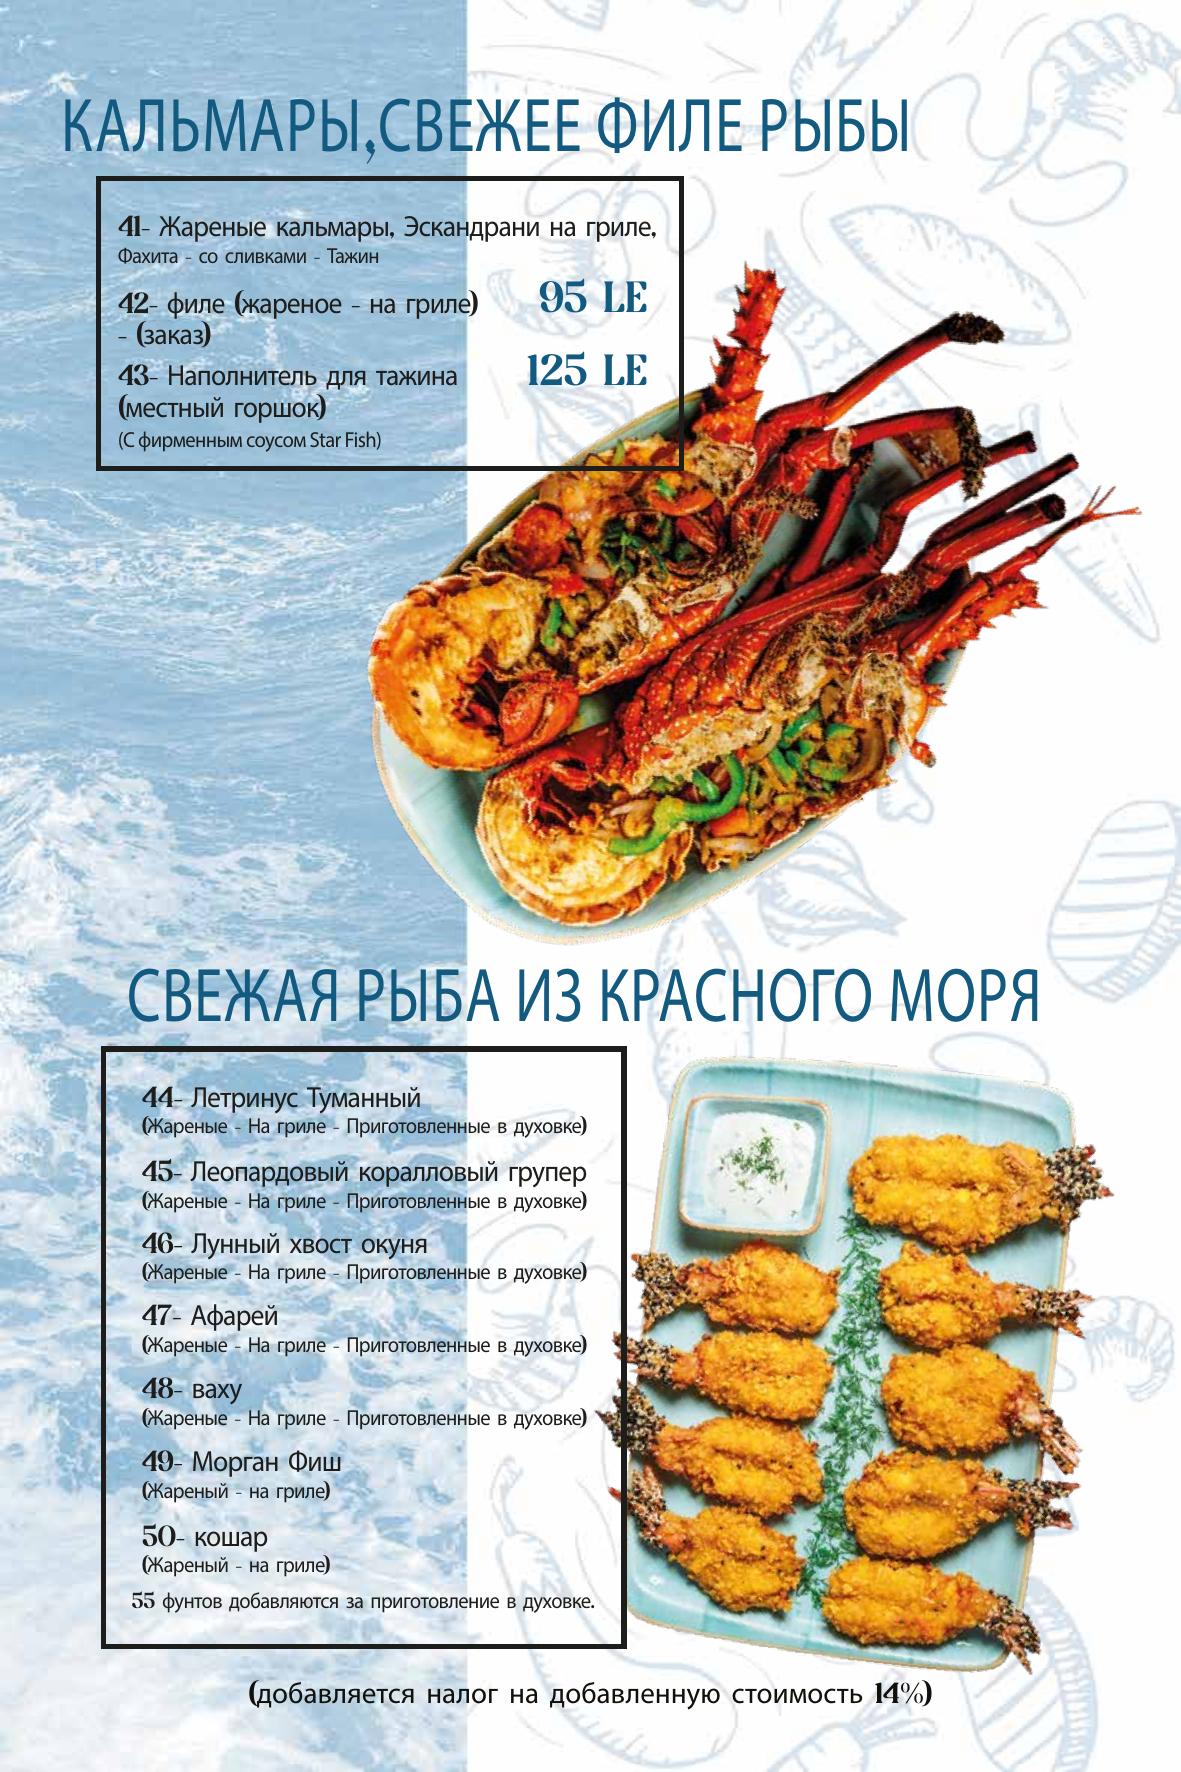 КАЛЬМАРЫ,СВЕЖЕЕ ФИЛЕ РЫБЫ
41- Жареные кальмары, Эскандрани на гриле,
Фахита - со сливками - Тажин
42- филе (жареное - на гриле) 95 LE
- (заказ)
43- Наполнитель для тажина 125 LE
(местный горшок)
(С фирменным соусом Star Fish)
СВЕЖАЯ РЫБА ИЗ КРАСНОГО МОРЯ
44- Летринус Туманный
(Жареные - На гриле - Приготовленные в духовке)
45- Леопардовый коралловый групер
(Жареные - На гриле - Приготовленные в духовке)
46- Лунный хвост окуня
(Жареные - На гриле - Приготовленные в духовке)
47- Афарей
(Жареные - На гриле - Приготовленные в духовке)
48- ваху
(Жареные - На гриле - Приготовленные в духовке)
49- Морган Фиш
(Жареный - на гриле)
50- кошар
(Жареный - на гриле)
55 фунтов добавляются за приготовление в духовке.
(добавляется налог на добавленную стоимость 14%)